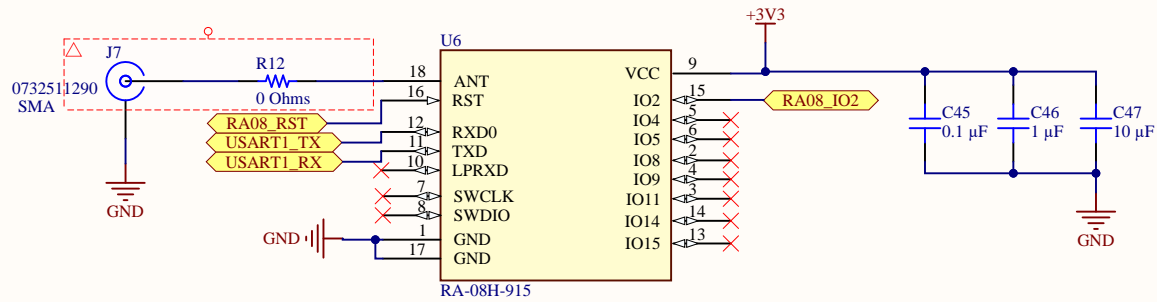 +3V3
J7
0732511290
SMA
R12
0 Ohms
GND
RA08_RST
USART1_TX
USART1_RX
GND
U6
18 ANT
16 RST
12 RXD0
11 TXD
10 LPRXD
7 SWCLK
8 SWDIO
1 GND
17 GND
VCC 9
IO2 15
IO4 5
IO5 6
IO8 2
IO9 4
IO11 3
IO14 14
IO15 13
RA-08H-915
RA08_IO2
C45
0.1 µF
C46
1 µF
C47
10 µF
GND